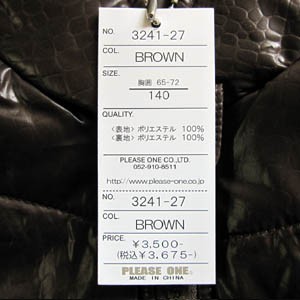 NO. 3241-27
COL. BROWN
SIZE.
胸囲 65-72
140
QUALITY.
〈表地〉ポリエステル 100%
〈裏地〉ポリエステル 100%
PLEASE ONE CO.,LTD.
052-910-8511
http://www.please-one.co.jp
NO. 3241-27
COL. BROWN
PRICE. ¥3,500-
(税込¥3,675-)
PLEASE ONE.
MADE IN CHINA